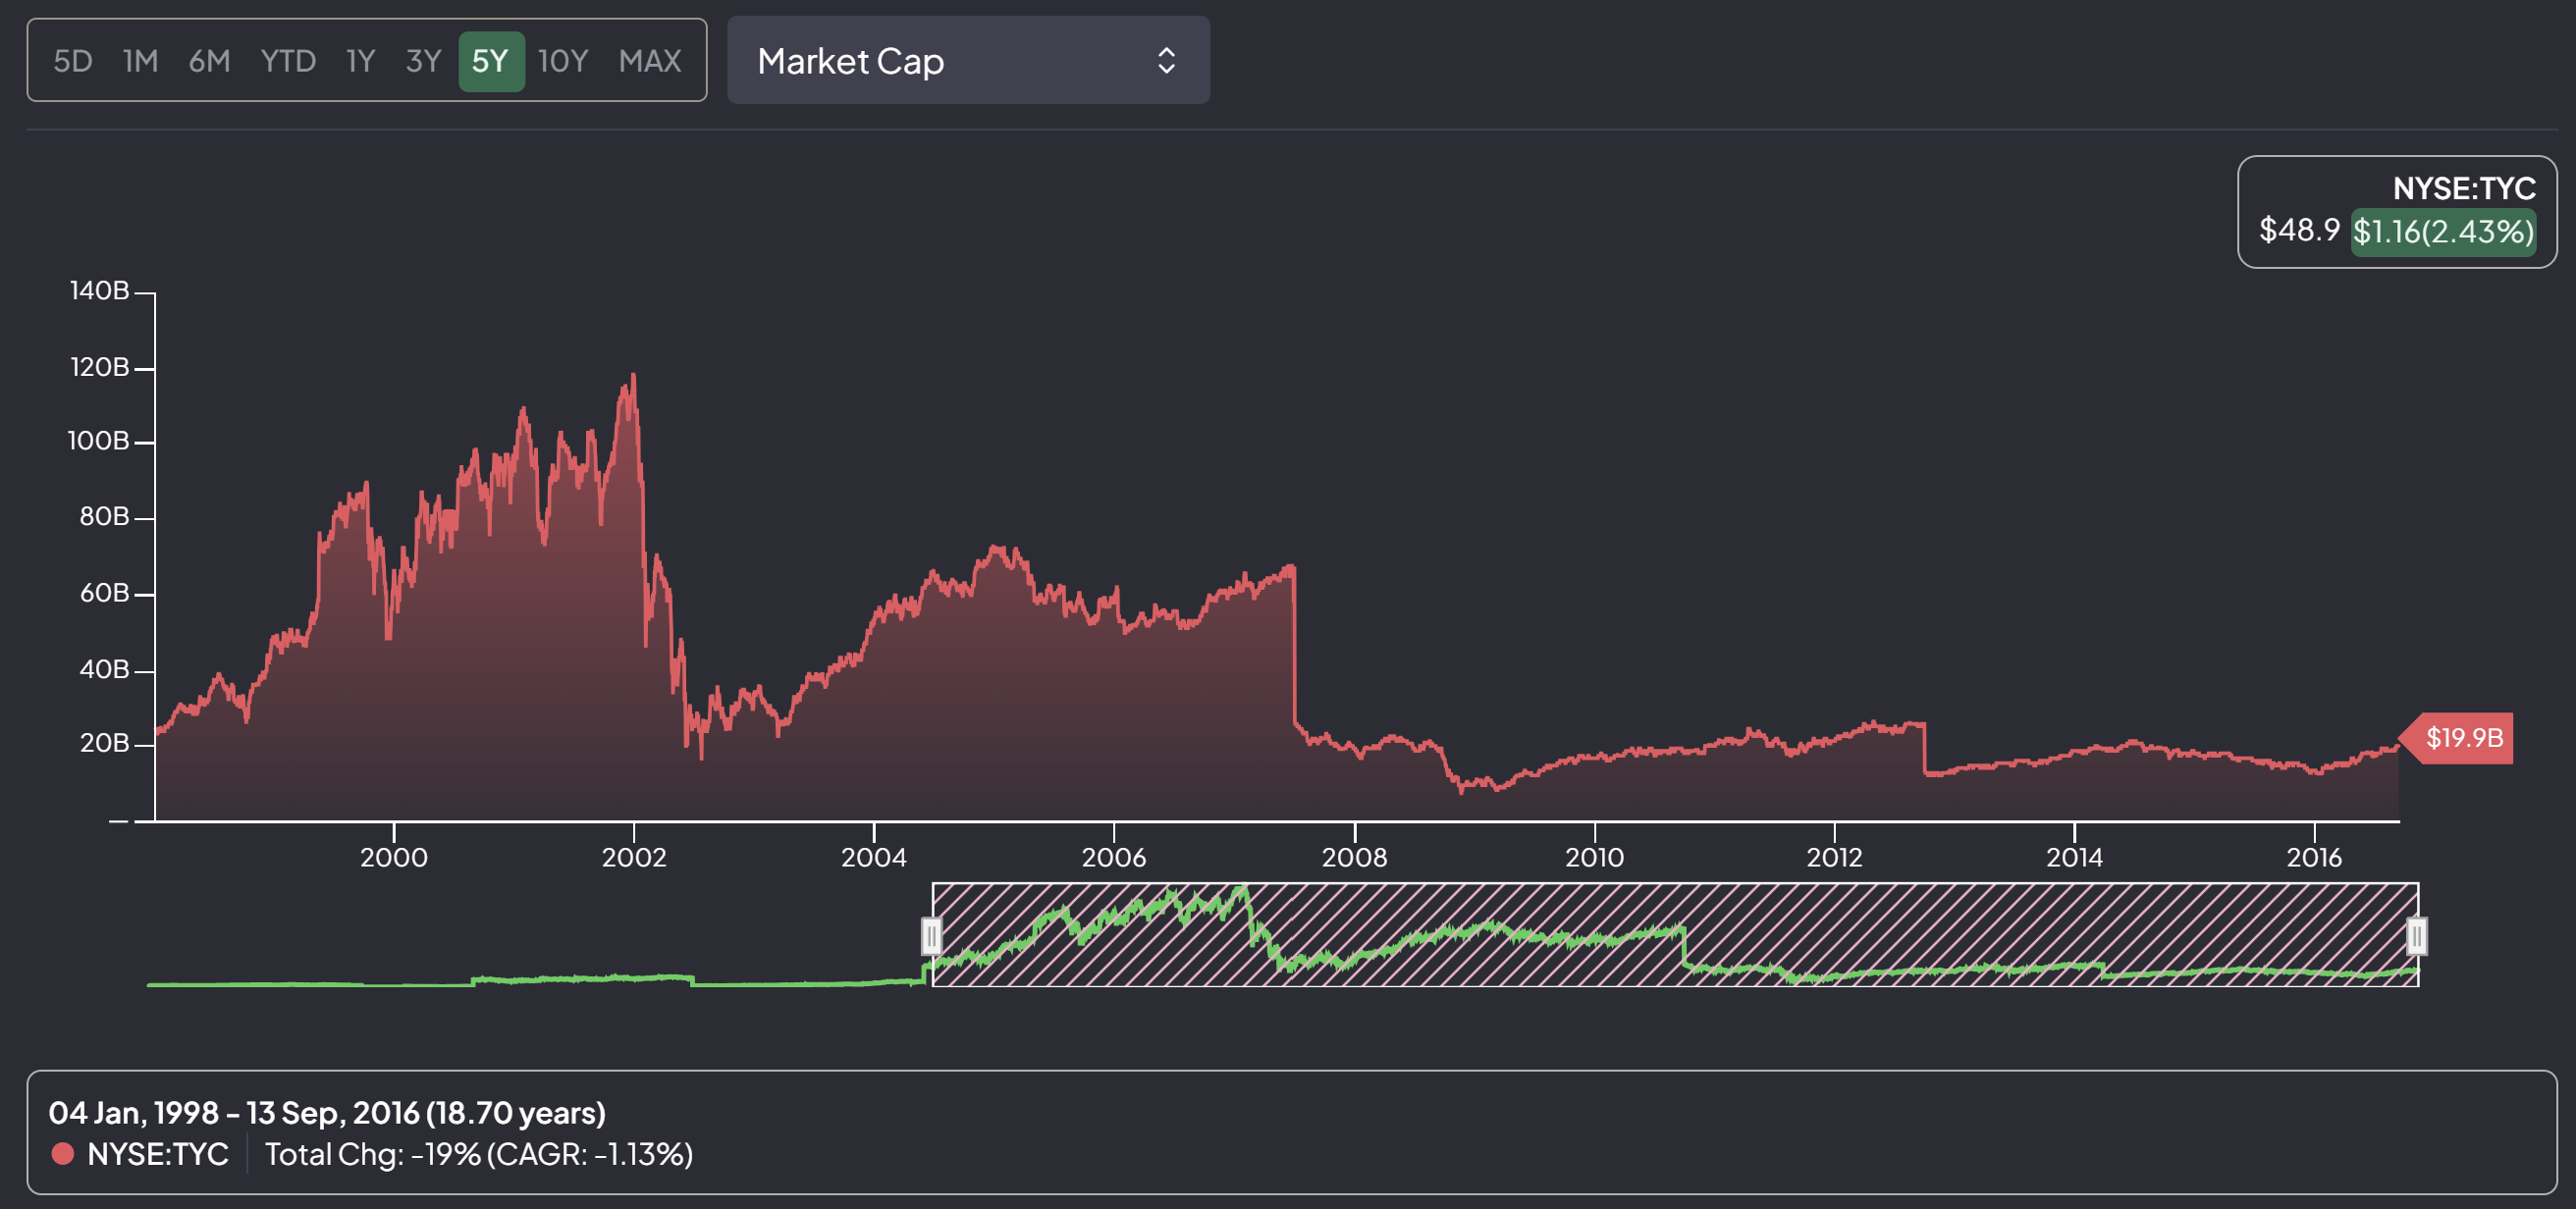 5D 1M 6M YTD 1Y 3Y 5Y 10Y MAX
Market Cap
NYSE:TYC
$48.9 $1.16(2.43%)
140B
120B
100B
80B
60B
40B
20B
—
$19.9B
2000 2002 2004 2006 2008 2010 2012 2014 2016
04 Jan, 1998 - 13 Sep, 2016 (18.70 years)
NYSE:TYC Total Chg: -19% (CAGR: -1.13%)